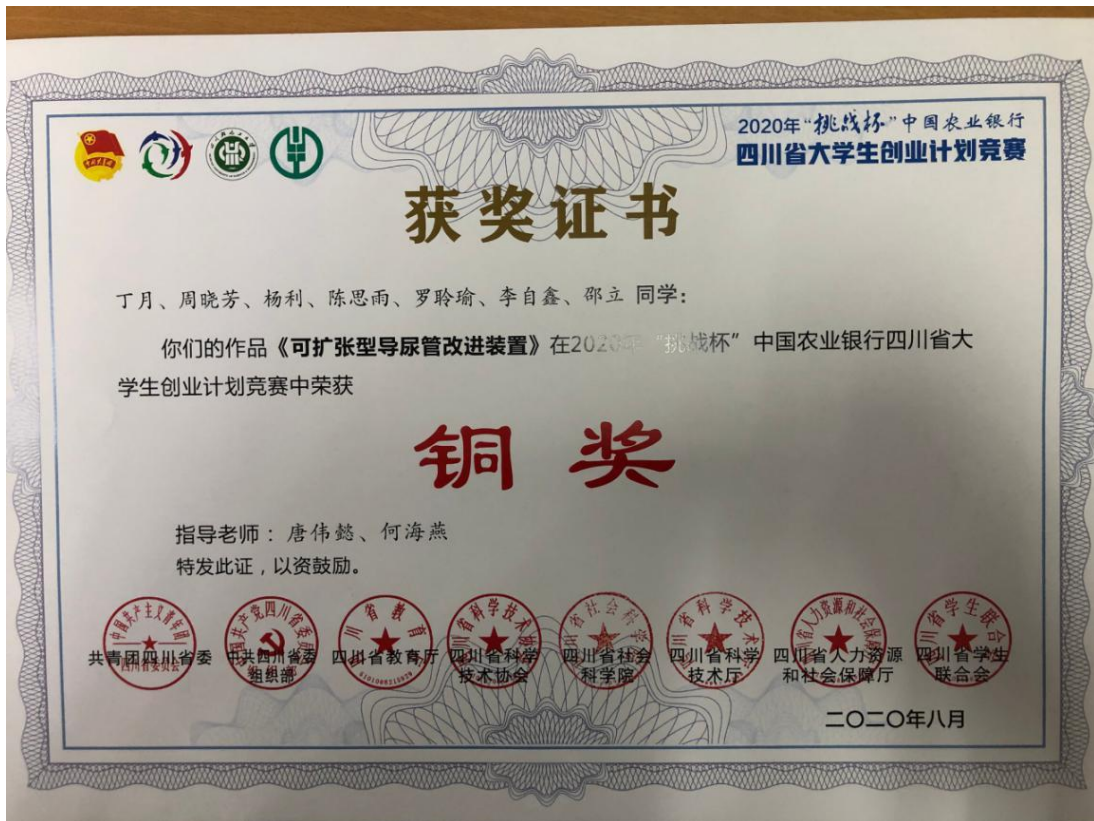 2020年“挑战杯”中国农业银行
四川省大学生创业计划竞赛
获奖证书
丁月、周晓芳、杨利、陈思雨、罗聆瑜、李自鑫、邵立 同学：
你们的作品《可扩张型导尿管改进装置》在2020年“挑战杯”中国农业银行四川省大
学生创业计划竞赛中荣获
铜奖
指导老师：唐伟懿、何海燕
特发此证，以资鼓励。
共青团四川省委 中共四川省委 四川省教育厅 四川省科学 四川省社会 四川省科学 四川省人力资源 四川省学生
组织部 技术协会 科学院 技术厅 和社会保障厅 联合会
二〇二〇年八月